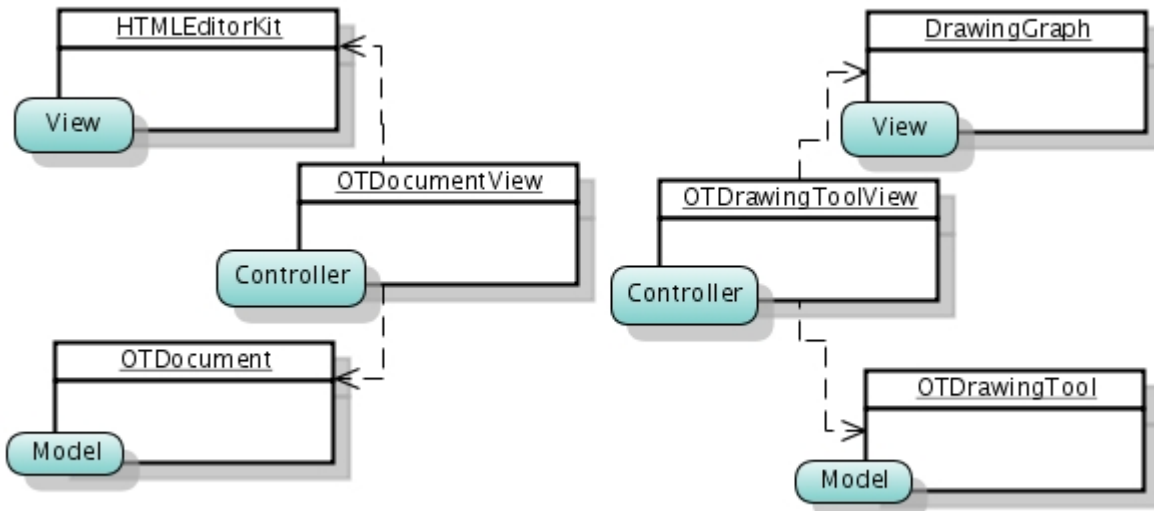 HTMLEditorKit
View
OTDocumentView
Controller
OTDocument
Model
DrawingGraph
View
OTDrawingToolView
Controller
OTDrawingTool
Model